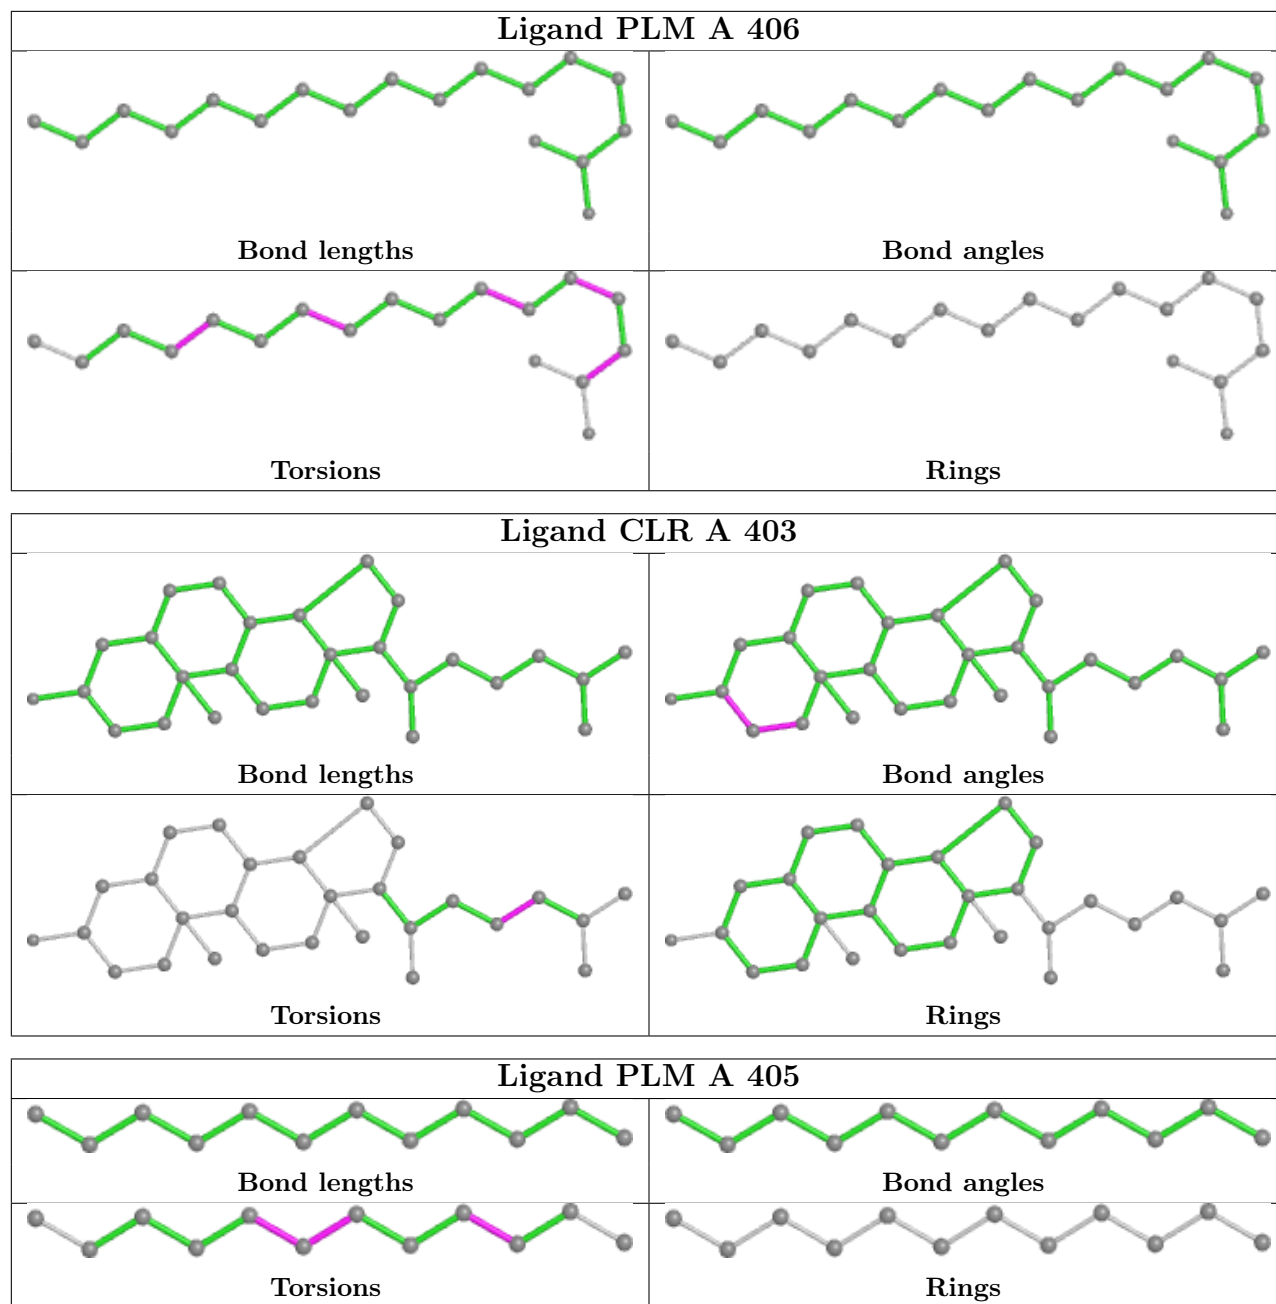 Ligand PLM A 406
Bond lengths
Bond angles
Torsions
Rings
Ligand CLR A 403
Bond lengths
Bond angles
Torsions
Rings
Ligand PLM A 405
Bond lengths
Bond angles
Torsions
Rings